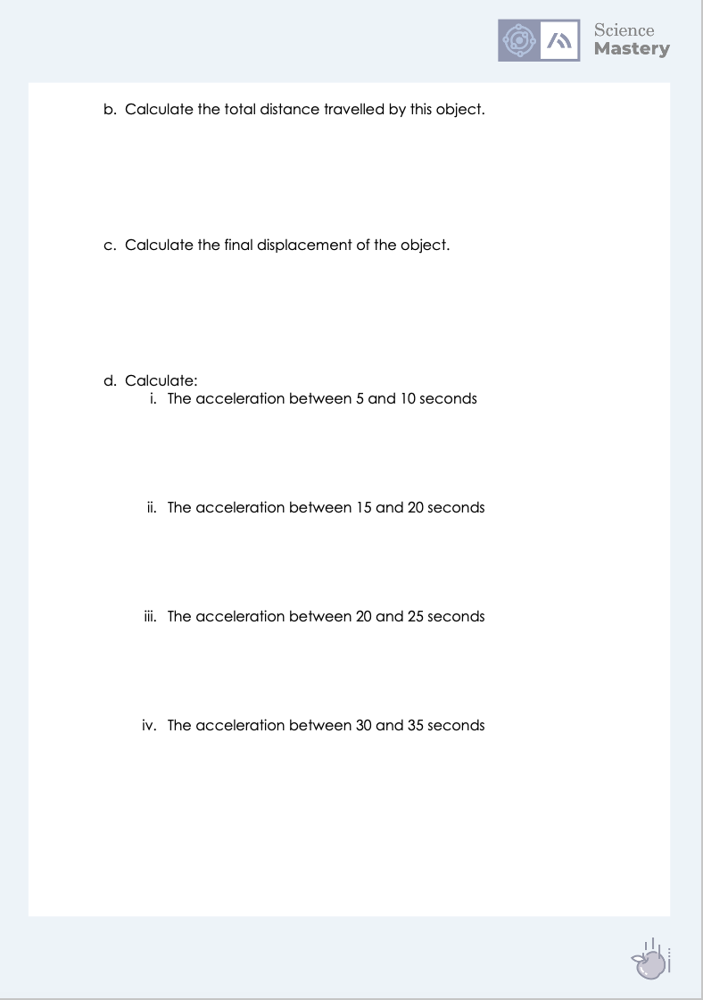 Science
Mastery
b. Calculate the total distance travelled by this object.
c. Calculate the final displacement of the object.
d. Calculate:
i. The acceleration between 5 and 10 seconds
ii. The acceleration between 15 and 20 seconds
iii. The acceleration between 20 and 25 seconds
iv. The acceleration between 30 and 35 seconds